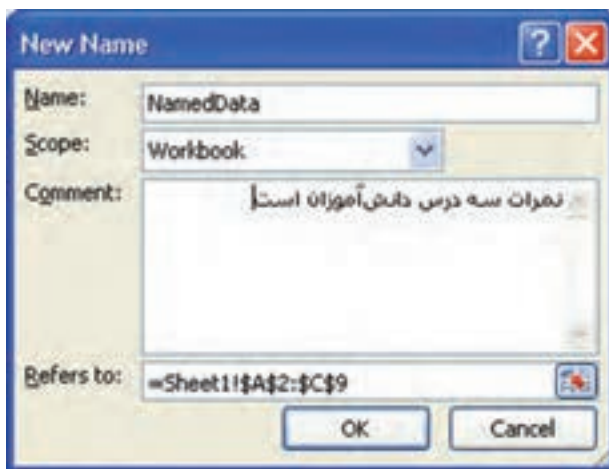 New Name
Name: NamedData
Scope: Workbook
Comment: نمرات سه درس دانش‌آموزان است
Refers to: =Sheet1!$A$2:$C$9
OK Cancel